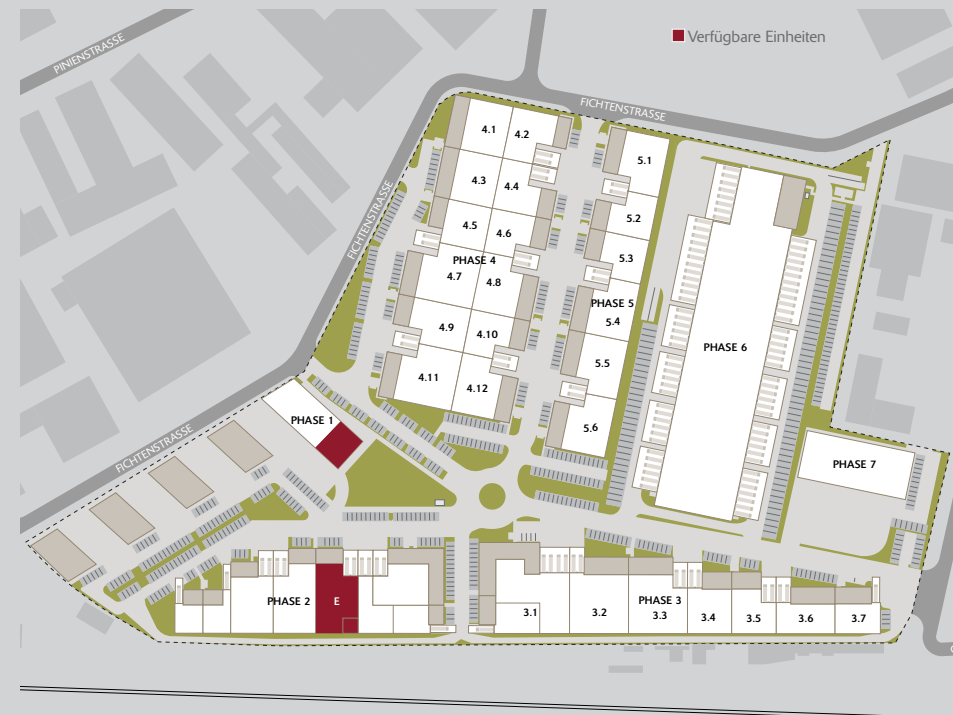 Verfügbare Einheiten
PINIENSTRASSE
FICHTENSTRASSE
FICHTENSTRASSE
FICHTENSTRASSE
4.1
4.2
4.3
4.4
4.5
4.6
PHASE 4
4.7
4.8
4.9
4.10
4.11
4.12
5.1
5.2
5.3
PHASE 5
5.4
5.5
5.6
PHASE 6
PHASE 7
PHASE 1
PHASE 2
E
3.1
3.2
PHASE 3
3.3
3.4
3.5
3.6
3.7